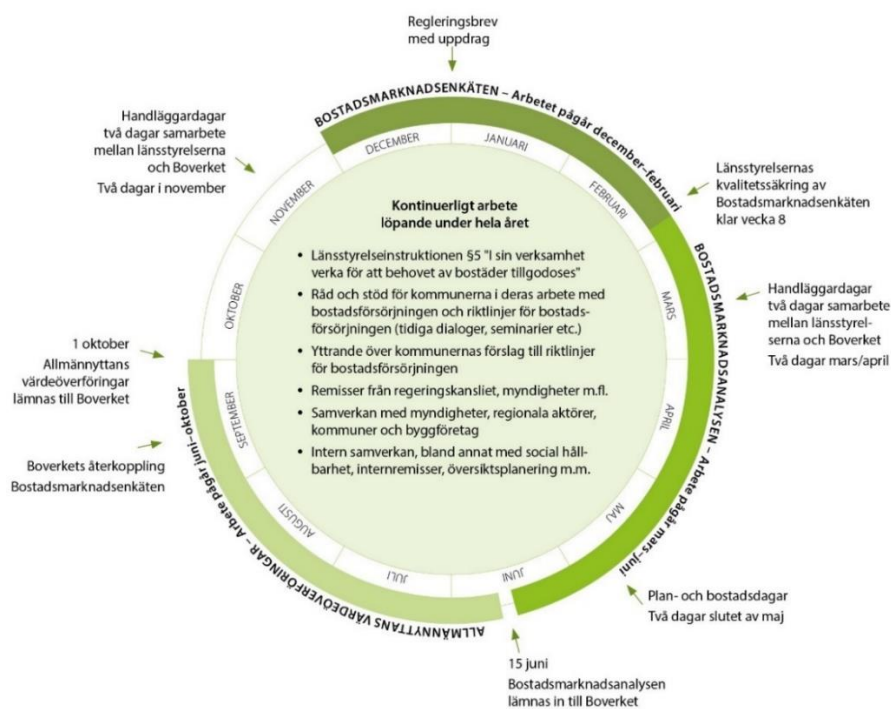 Regleringsbrev
med uppdrag
BOSTADSMARKNADSENKÄTEN – Arbetet pågår december–februari
Handläggardagar
två dagar samarbete
mellan länsstyrelserna
och Boverket
Två dagar i november
DECEMBER
JANUARI
FEBRUARI
NOVEMBER
Länsstyrelsernas
kvalitetssäkring av
Bostadsmarknadsenkäten
klar vecka 8
Kontinuerligt arbete
löpande under hela året
• Länsstyrelseinstruktionen §5 "I sin verksamhet
verka för att behovet av bostäder tillgodoses"
• Råd och stöd för kommunerna i deras arbete med
bostadsförsörjningen och riktlinjer för bostads-
försörjningen (tidiga dialoger, seminarier etc.)
• Yttrande över kommunernas förslag till riktlinjer
för bostadsförsörjningen
• Remisser från regeringskansliet, myndigheter m.fl.
• Samverkan med myndigheter, regionala aktörer,
kommuner och byggföretag
• Intern samverkan, bland annat med social håll-
barhet, internremisser, översiktsplanering m.m.
OKTOBER
MARS
BOSTADSMARKNADSANALYSEN – Arbete pågår mars–juni
Handläggardagar
två dagar samarbete
mellan länsstyrel-
serna och Boverket
Två dagar mars/april
1 oktober
Allmännyttans
värdeöverföringar
lämnas till Boverket
SEPTEMBER
APRIL
Boverkets återkoppling
Bostadsmarknadsenkäten
AUGUSTI
MAJ
JULI
JUNI
ALLMÄNNYTTANS VÄRDEÖVERFÖRINGAR – Arbete pågår juni–oktober
Plan- och bostadsdagar
Två dagar slutet av maj
15 juni
Bostadsmarknadsanalysen
lämnas in till Boverket